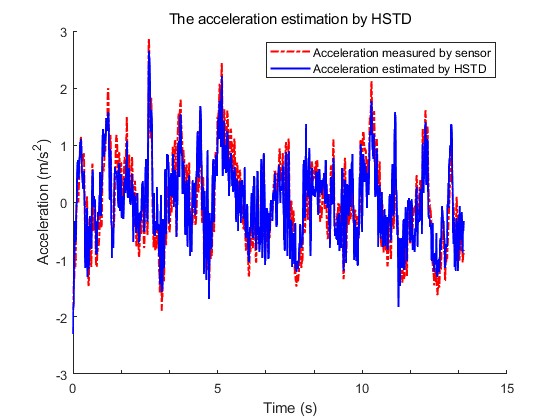 The acceleration estimation by HSTD
Acceleration measured by sensor
Acceleration estimated by HSTD
Acceleration (m/s²)
3
2
1
0
-1
-2
-3
0
5
10
15
Time (s)